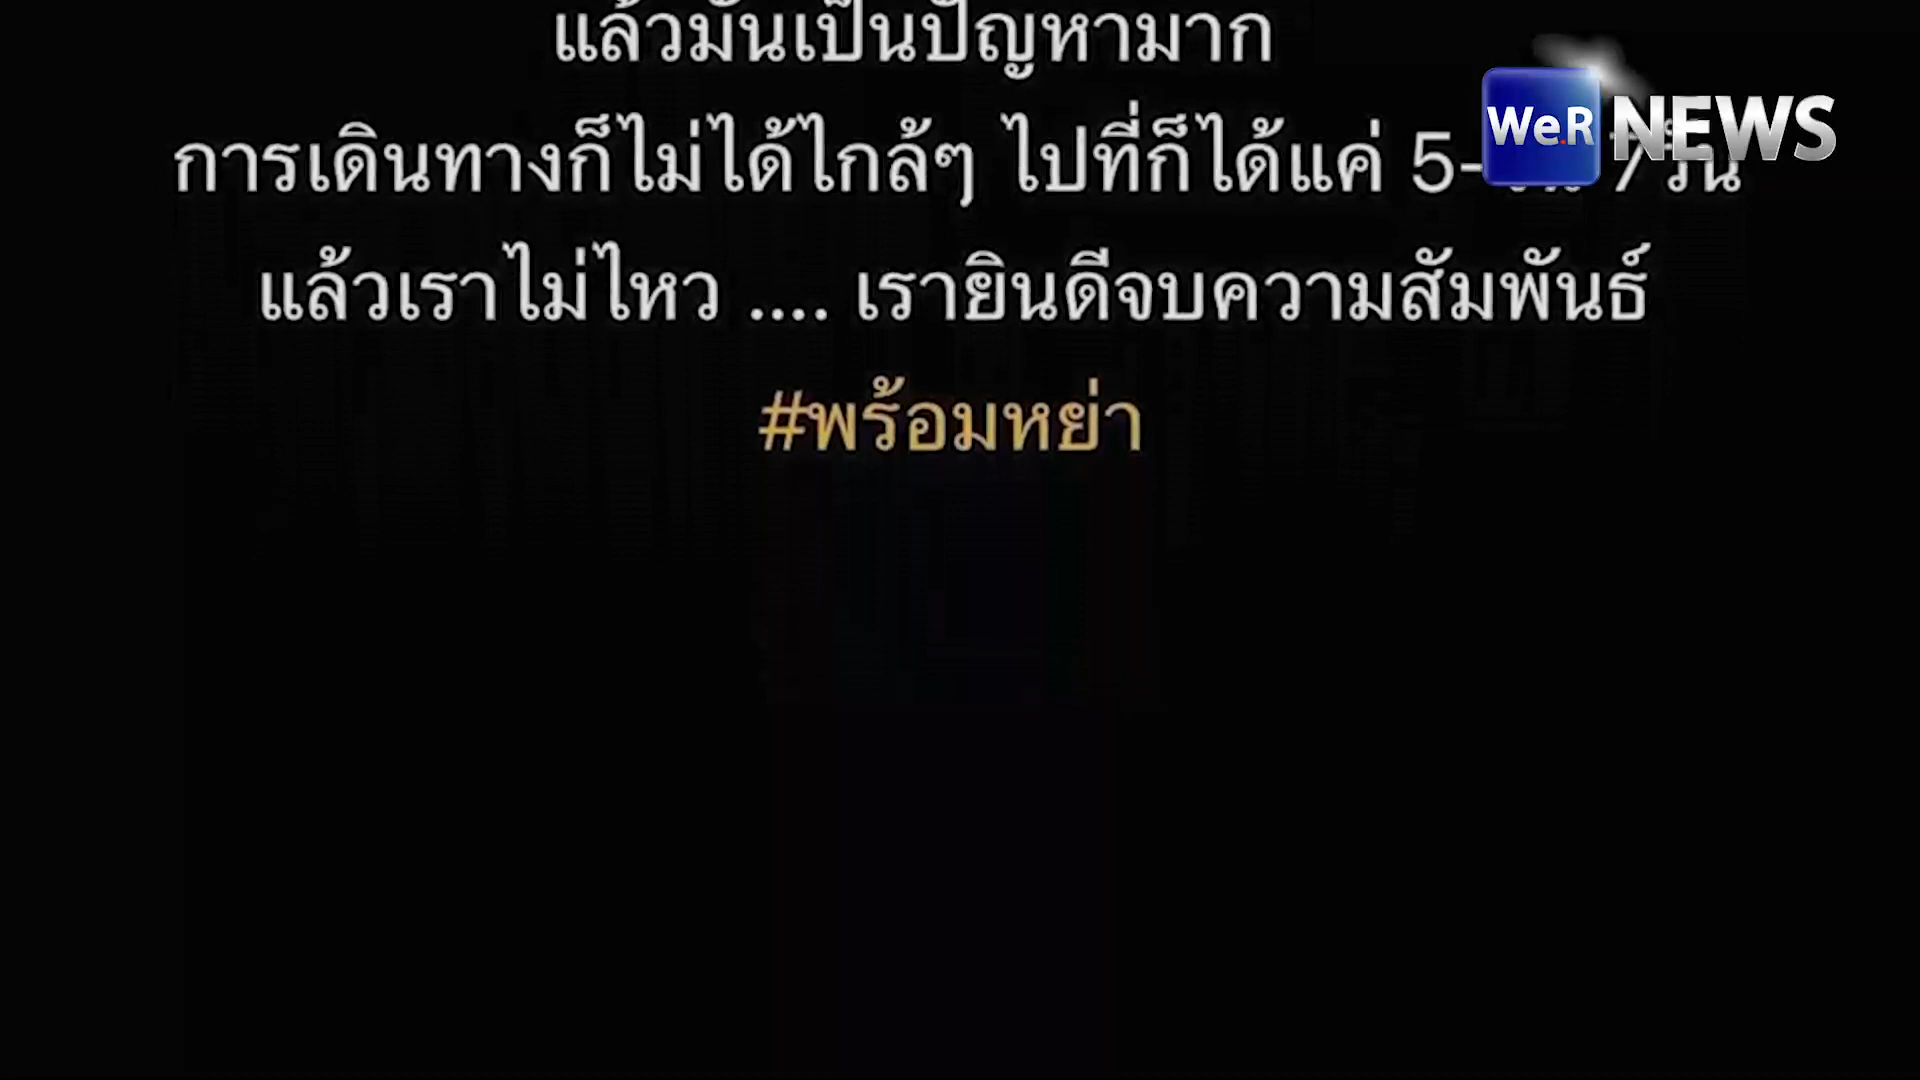 แล้วมันเป็นปัญหามาก
การเดินทางก็ไม่ได้ใกล้ๆ ไปที่ก็ได้แค่ 5- 7วัน
แล้วเราไม่ไหว .... เรายินดีจบความสัมพันธ์
#พร้อมหย่า
WeR NEWS